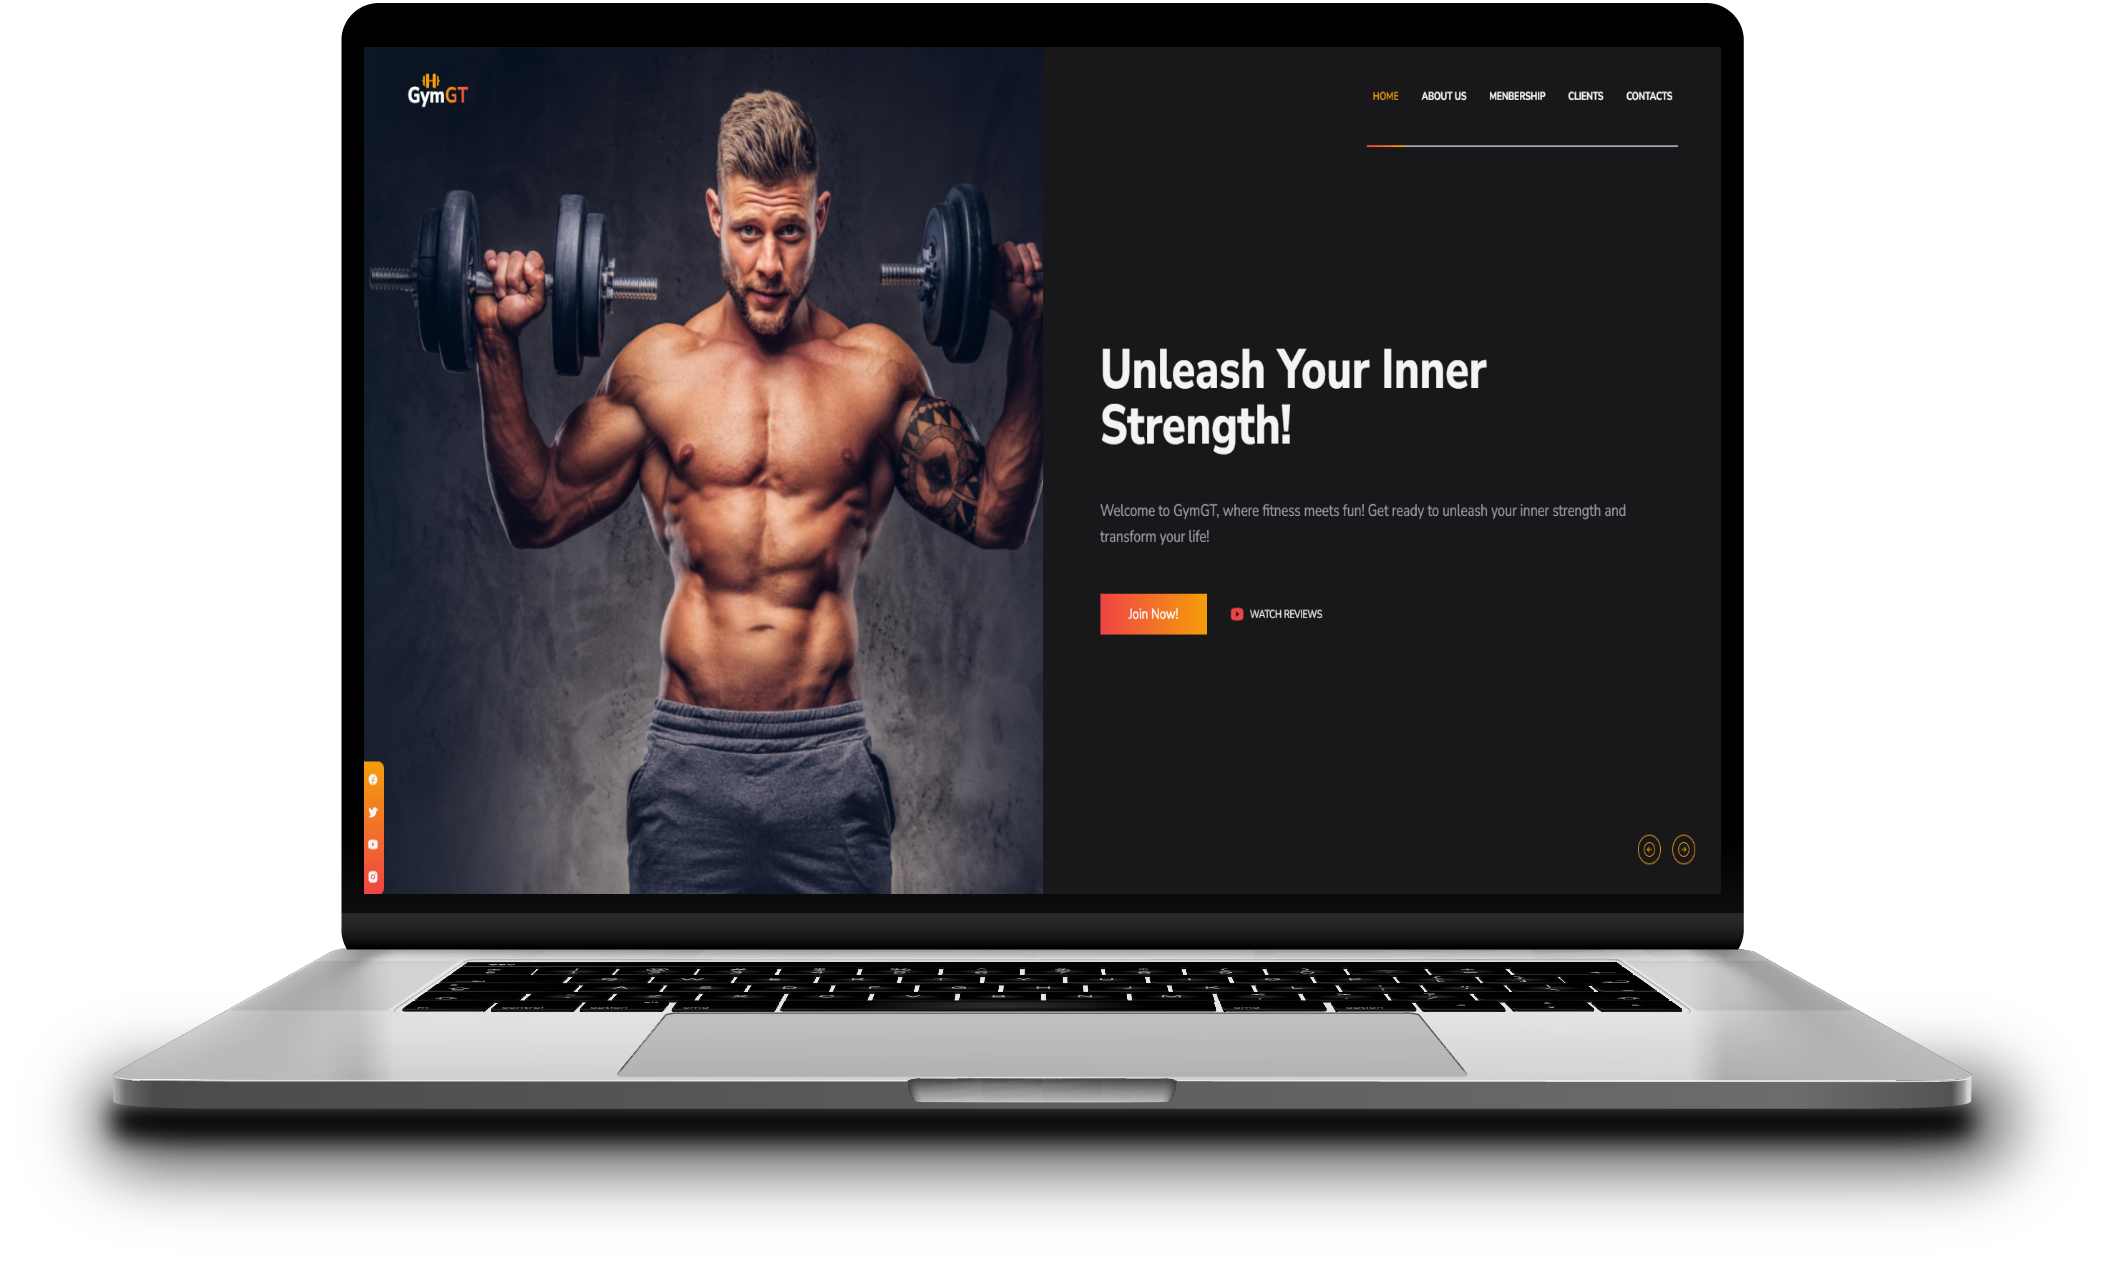 GymGT
HOME ABOUT US MENBERSHIP CLIENTS CONTACTS
Unleash Your Inner
Strength!
Welcome to GymGT, where fitness meets fun! Get ready to unleash your inner strength and
transform your life!
Join Now! WATCH REVIEWS